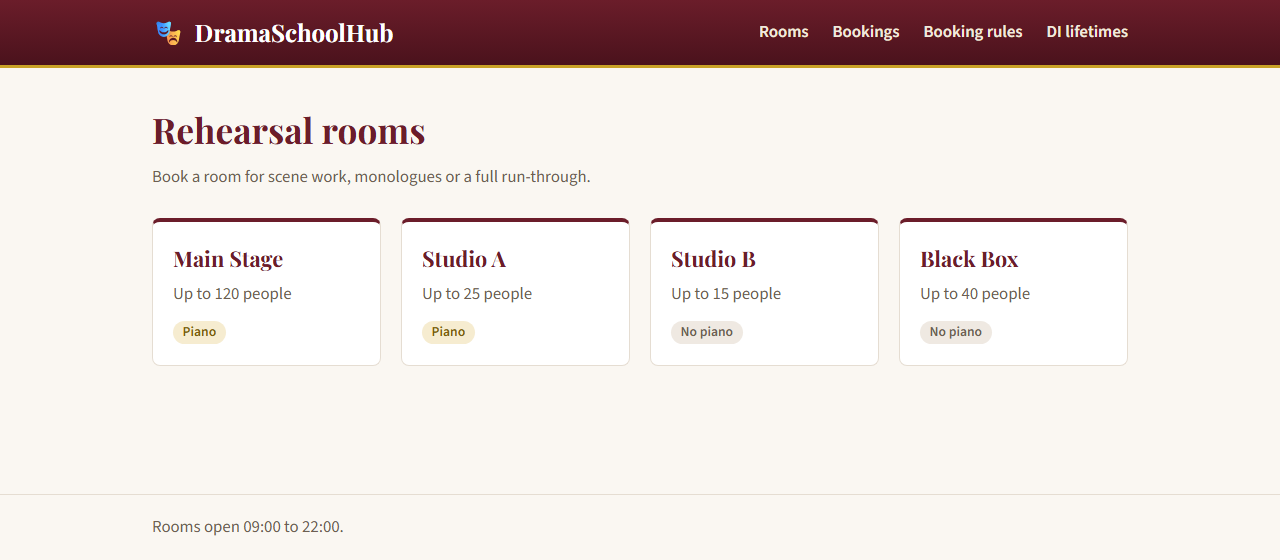 DramaSchoolHub
Rooms Bookings Booking rules DI lifetimes
Rehearsal rooms
Book a room for scene work, monologues or a full run-through.
Main Stage
Up to 120 people
Piano
Studio A
Up to 25 people
Piano
Studio B
Up to 15 people
No piano
Black Box
Up to 40 people
No piano
Rooms open 09:00 to 22:00.